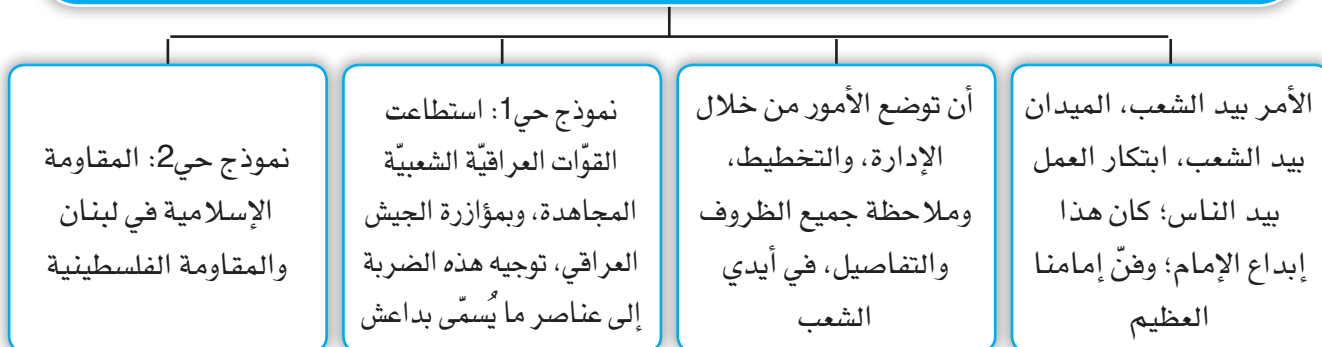 الأمر بيد الشعب، الميدان
بيد الشعب، ابتكار العمل
بيد الناس؛ كان هذا
إبداع الإمام؛ وفنّ إمامنا
العظيم
أن توضع الأمور من خلال
الإدارة، والتخطيط،
وملاحظة جميع الظروف
والتفاصيل، في أيدي
الشعب
نموذج حي1: استطاعت
القوّات العراقيّة الشعبيّة
المجاهدة، وبمؤازرة الجيش
العراقي، توجيه هذه الضربة
إلى عناصر ما يُسمّى بداعش
نموذج حي2: المقاومة
الإسلامية في لبنان
والمقاومة الفلسطينية